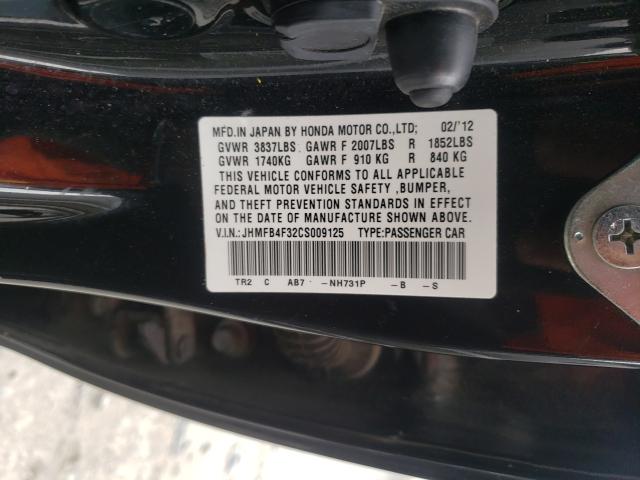 MFD.IN JAPAN BY HONDA MOTOR CO.,LTD; 02/'12
GVWR 3837LBS GAWR F 2007LBS R 1852LBS
GVWR 1740KG GAWR F 910 KG R 840 KG
THIS VEHICLE CONFORMS TO ALL APPLICABLE
FEDERAL MOTOR VEHICLE SAFETY ,BUMPER,
AND THEFT PREVENTION STANDARDS IN EFFECT
ON THE DATE OF MANUFACTURE SHOWN ABOVE.
V.I.N.:JHMFB4F32CS009125 TYPE:PASSENGER CAR
TR2 C AB7 -NH731P -B -S